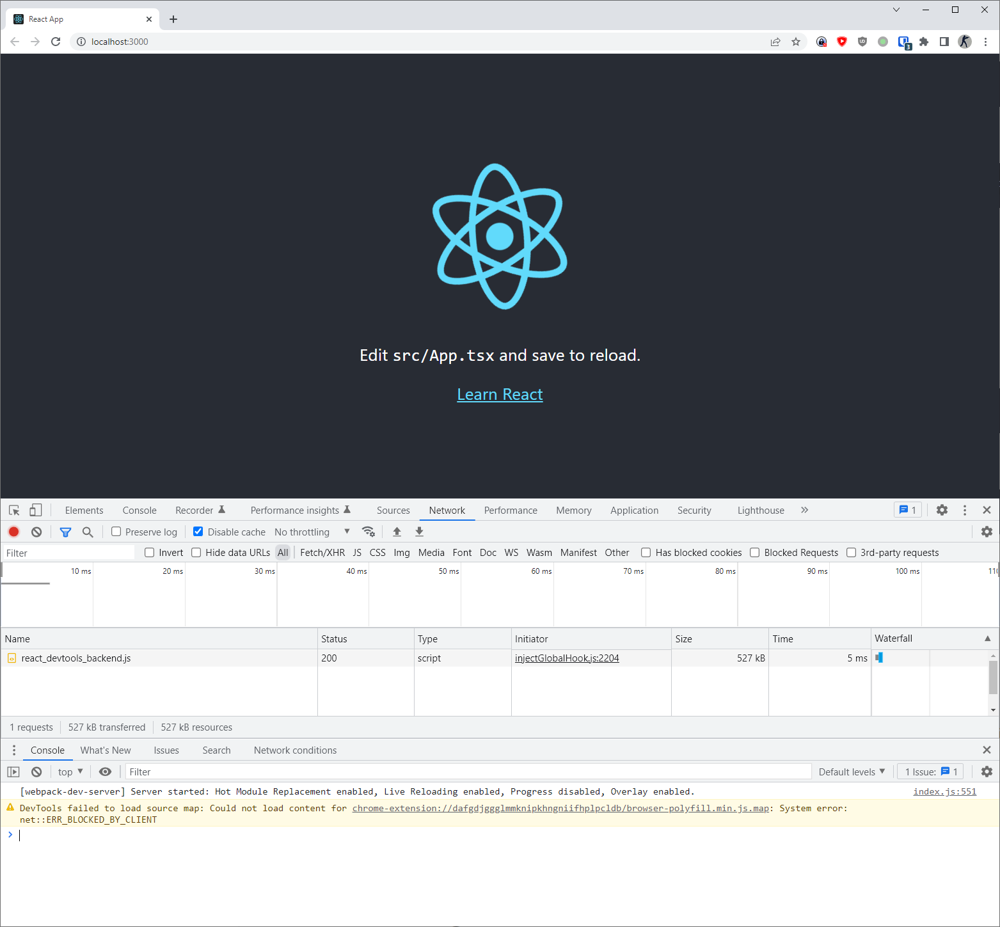 React App
localhost:3000
3
Edit src/App.tsx and save to reload.
Learn React
Elements Console Recorder Performance insights Sources Network Performance Memory Application Security Lighthouse » 1
Preserve log Disable cache No throttling
Filter Invert Hide data URLs All Fetch/XHR JS CSS Img Media Font Doc WS Wasm Manifest Other Has blocked cookies Blocked Requests 3rd-party requests
10 ms 20 ms 30 ms 40 ms 50 ms 60 ms 70 ms 80 ms 90 ms 100 ms
Name Status Type Initiator Size Time Waterfall
react_devtools_backend.js 200 script injectGlobalHook.js:2204 527 kB 5 ms
1 requests 527 kB transferred 527 kB resources
Console What's New Issues Search Network conditions
top Filter Default levels 1 Issue: 1
[webpack-dev-server] Server started: Hot Module Replacement enabled, Live Reloading enabled, Progress disabled, Overlay enabled. index.js:551
DevTools failed to load source map: Could not load content for chrome-extension://dafgdjggglmmknipkhngniifhplpcldb/browser-polyfill.min.js.map: System error:
net::ERR_BLOCKED_BY_CLIENT